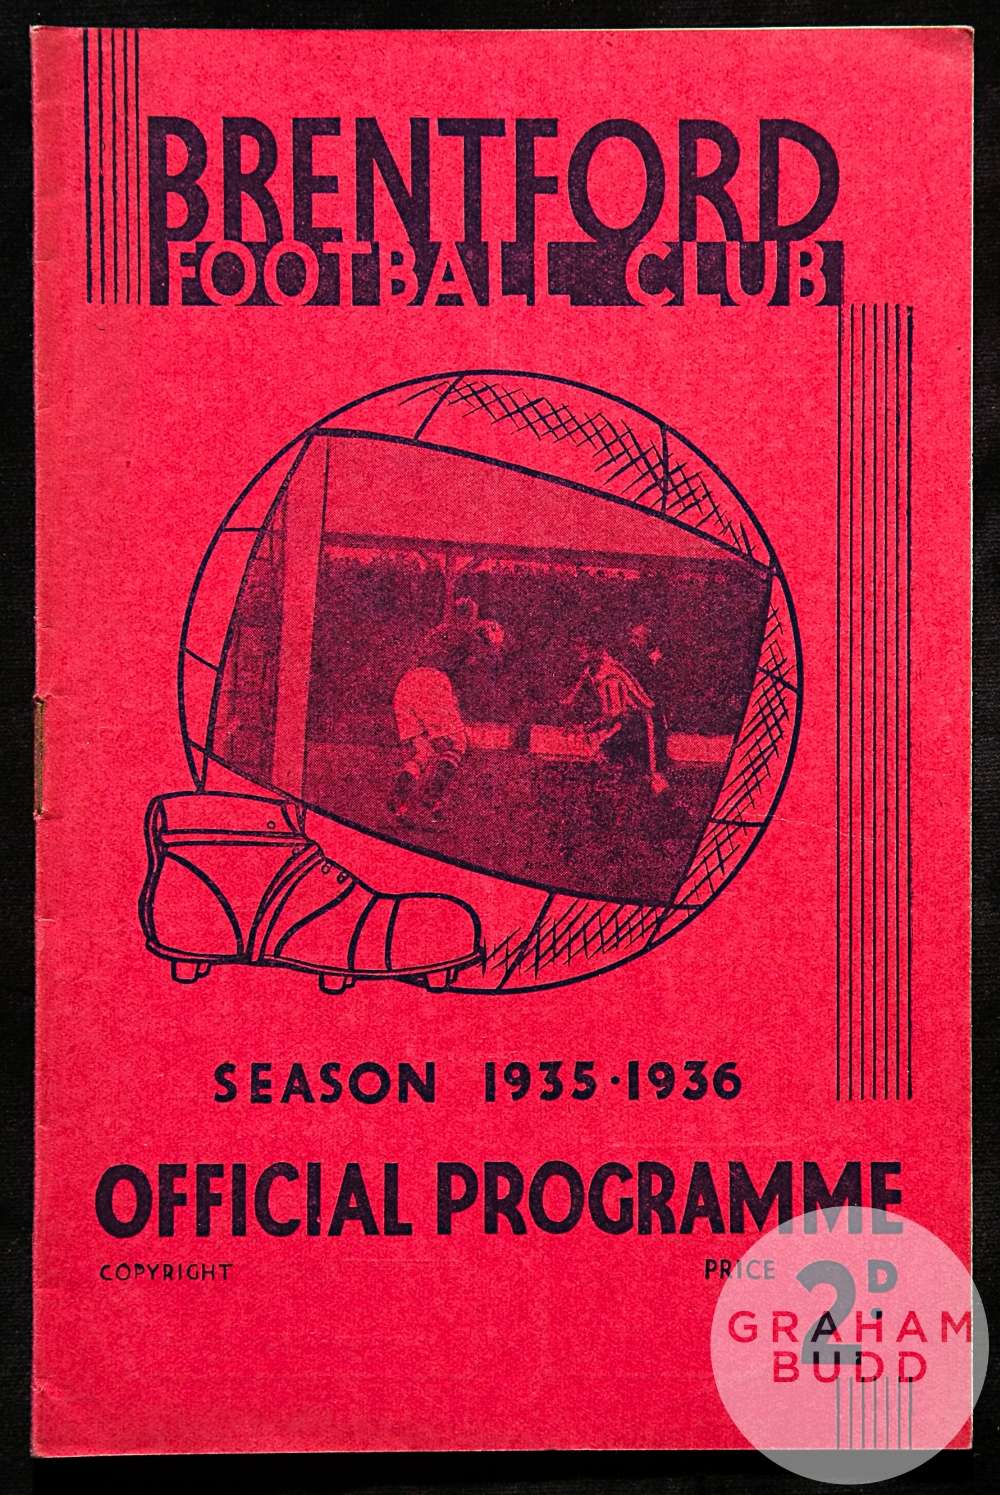 BRENTFORD
FOOTBALL CLUB
SEASON 1935·1936
OFFICIAL PROGRAMME
COPYRIGHT
PRICE 2D.
GRAHAM
BUDD